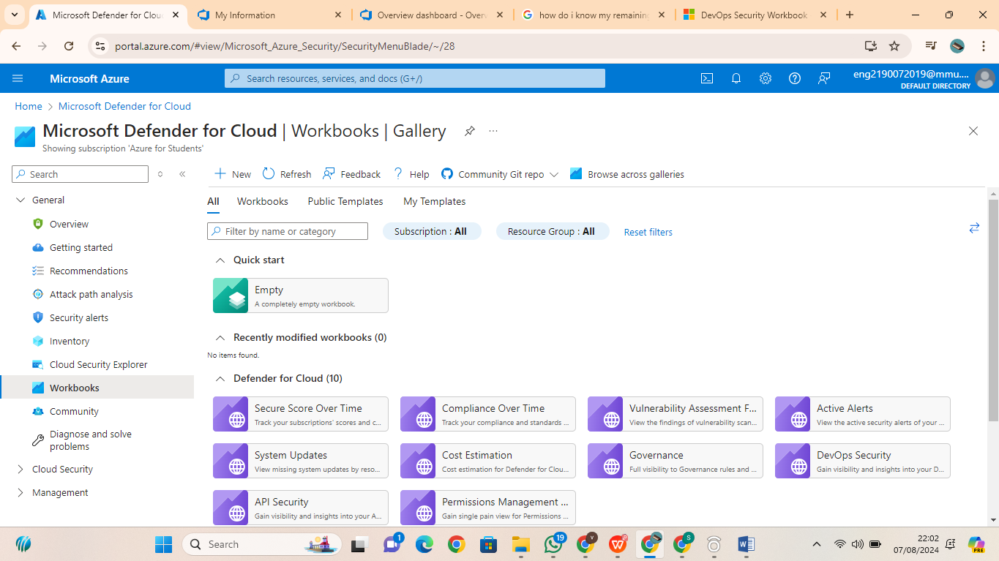 Microsoft Defender for Clou
My Information
Overview dashboard - Over
how do i know my remainin
DevOps Security Workbook
portal.azure.com/#view/Microsoft_Azure_Security/SecurityMenuBlade/~/28
Microsoft Azure
Search resources, services, and docs (G+/)
eng2190072019@mmu....
DEFAULT DIRECTORY
Home > Microsoft Defender for Cloud
Microsoft Defender for Cloud | Workbooks | Gallery
Showing subscription 'Azure for Students'
Search
New
Refresh
Feedback
Help
Community Git repo
Browse across galleries
General
Overview
Getting started
Recommendations
Attack path analysis
Security alerts
Inventory
Cloud Security Explorer
Workbooks
Community
Diagnose and solve
problems
Cloud Security
Management
All
Workbooks
Public Templates
My Templates
Filter by name or category
Subscription : All
Resource Group : All
Reset filters
Quick start
Empty
A completely empty workbook.
Recently modified workbooks (0)
No items found.
Defender for Cloud (10)
Secure Score Over Time
Track your subscriptions' scores and c...
Compliance Over Time
Track your compliance and standards ...
Vulnerability Assessment F...
View the findings of vulnerability scan...
Active Alerts
View the active security alerts of your ...
System Updates
View missing system updates by reso...
Cost Estimation
Cost estimation for Defender for Clou...
Governance
Full visibility to Governance rules and ...
DevOps Security
Gain visibility and insights into your D...
API Security
Gain visibility and insights into your A...
Permissions Management ...
Gain single pain view for Permissions ...
Search
1
19
V
S
22:02
07/08/2024
PRE